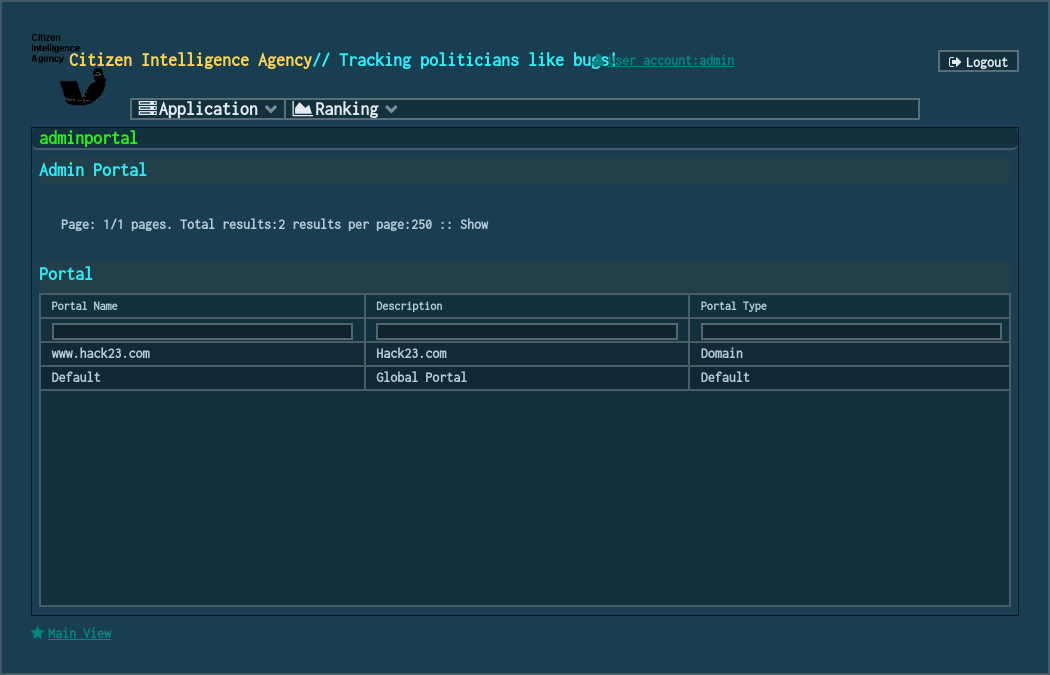 Citizen
Intelligence
Agency
Citizen Intelligence Agency// Tracking politicians like bugs!
User account:admin
Logout
Application
Ranking
adminportal
Admin Portal
Page: 1/1 pages. Total results:2 results per page:250 :: Show
Portal
Portal Name Description Portal Type
www.hack23.com Hack23.com Domain
Default Global Portal Default
Main View